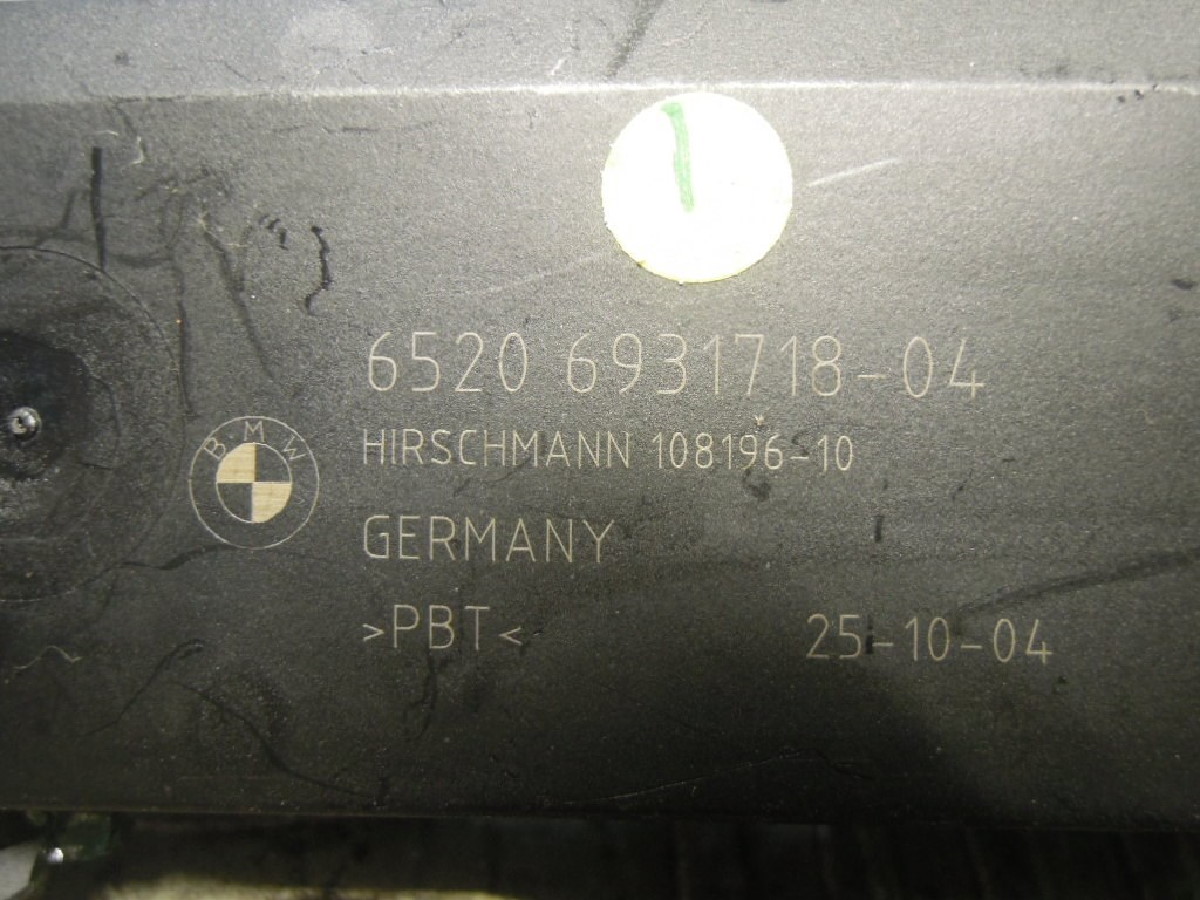 6520 6931718-04
BMW
HIRSCHMANN 108196-10
GERMANY
>PBT<
25-10-04